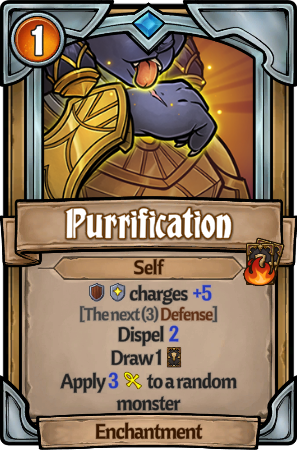 1
Purrification
Self
charges +5
[The next (3) Defense]
Dispel 2
Draw 1
Apply 3 to a random
monster
Enchantment